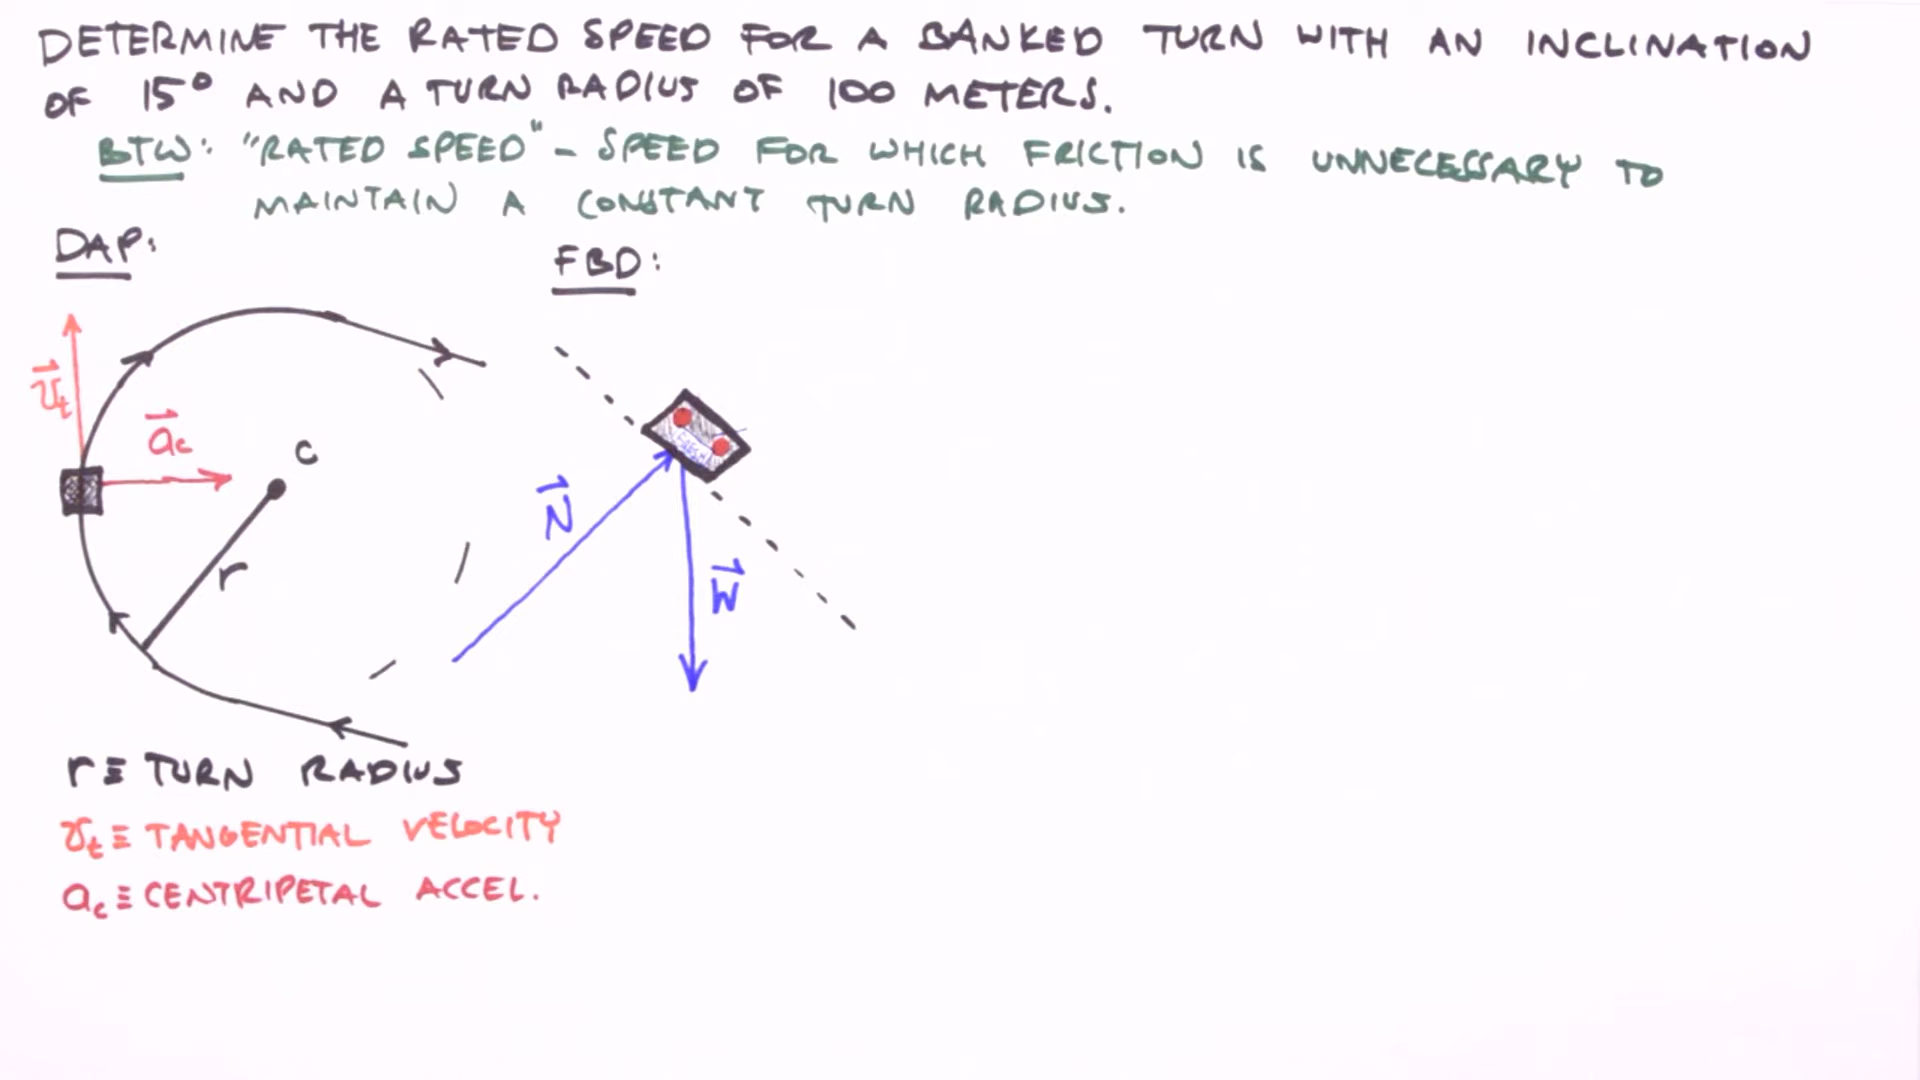 DETERMINE THE RATED SPEED FOR A BANKED TURN WITH AN INCLINATION
OF 15° AND A TURN RADIUS OF 100 METERS.
BTW: "RATED SPEED" - SPEED FOR WHICH FRICTION IS UNNECESSARY TO
MAINTAIN A CONSTANT TURN RADIUS.
DAP:
FBD:
v⃗t
a⃗c
c
r
N⃗
W⃗
r ≡ TURN RADIUS
vt ≡ TANGENTIAL VELOCITY
ac ≡ CENTRIPETAL ACCEL.